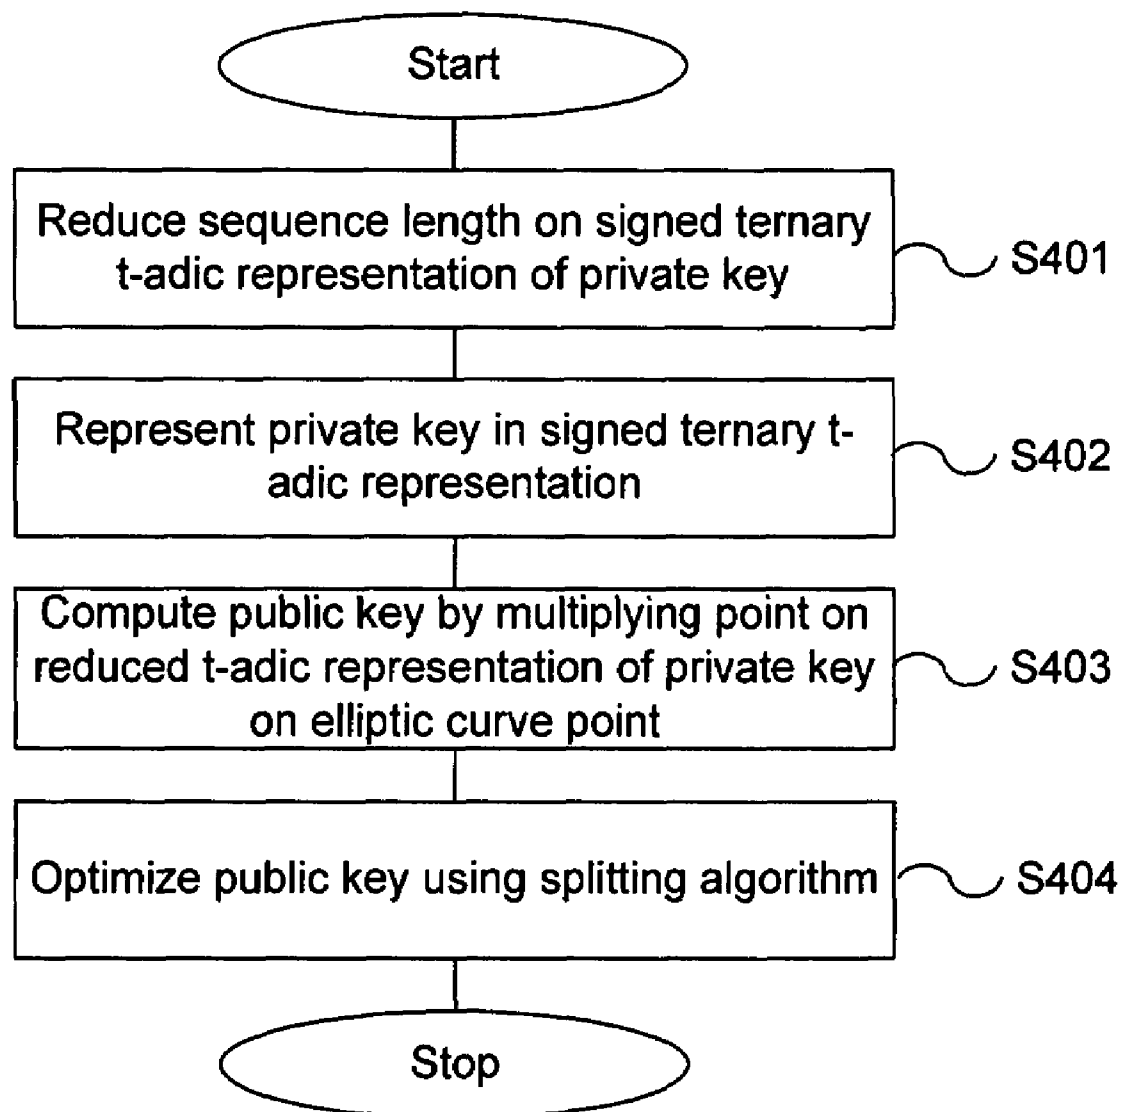 Start
Reduce sequence length on signed ternary
t-adic representation of private key
S401
Represent private key in signed ternary t-
adic representation
S402
Compute public key by multiplying point on
reduced t-adic representation of private key
on elliptic curve point
S403
Optimize public key using splitting algorithm
S404
Stop